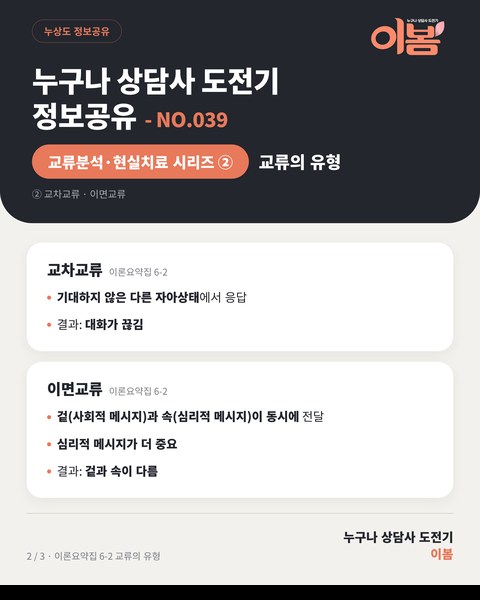 누상도 정보공유
누구나 상담사 도전기
이봄
누구나 상담사 도전기
정보공유 - NO.039
교류분석·현실치료 시리즈 ② 교류의 유형
② 교차교류 · 이면교류
교차교류 이론요약집 6-2
• 기대하지 않은 다른 자아상태에서 응답
• 결과: 대화가 끊김
이면교류 이론요약집 6-2
• 겉(사회적 메시지)과 속(심리적 메시지)이 동시에 전달
• 심리적 메시지가 더 중요
• 결과: 겉과 속이 다름
누구나 상담사 도전기
2 / 3 · 이론요약집 6-2 교류의 유형
이봄